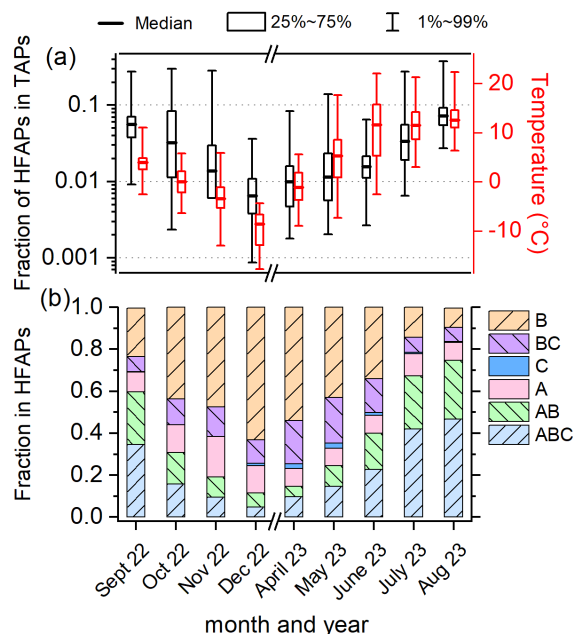 Median 25%~75% 1%~99%
(a)
Fraction of HFAPs in TAPs
0.1
0.01
0.001
20
10
0
-10
Temperature (°C)
(b)
Fraction in HFAPs
1.0
0.8
0.6
0.4
0.2
0.0
B
BC
C
A
AB
ABC
Sept 22
Oct 22
Nov 22
Dec 22
April 23
May 23
June 23
July 23
Aug 23
month and year